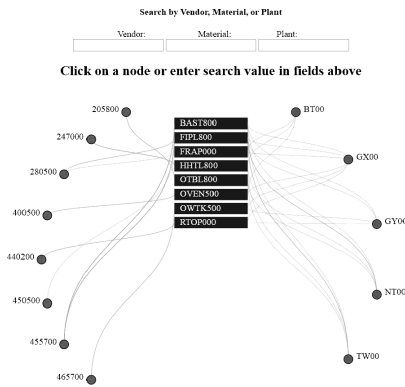 Search by Vendor, Material, or Plant
Vendor: Material: Plant:
Click on a node or enter search value in fields above
205800
247000
280500
400500
440200
450500
455700
465700
BAST800
FIPL800
FRAP000
HHTL800
OTBL800
OVEN500
OWTK500
RTOP000
BT00
GX00
GY00
NT00
TW00